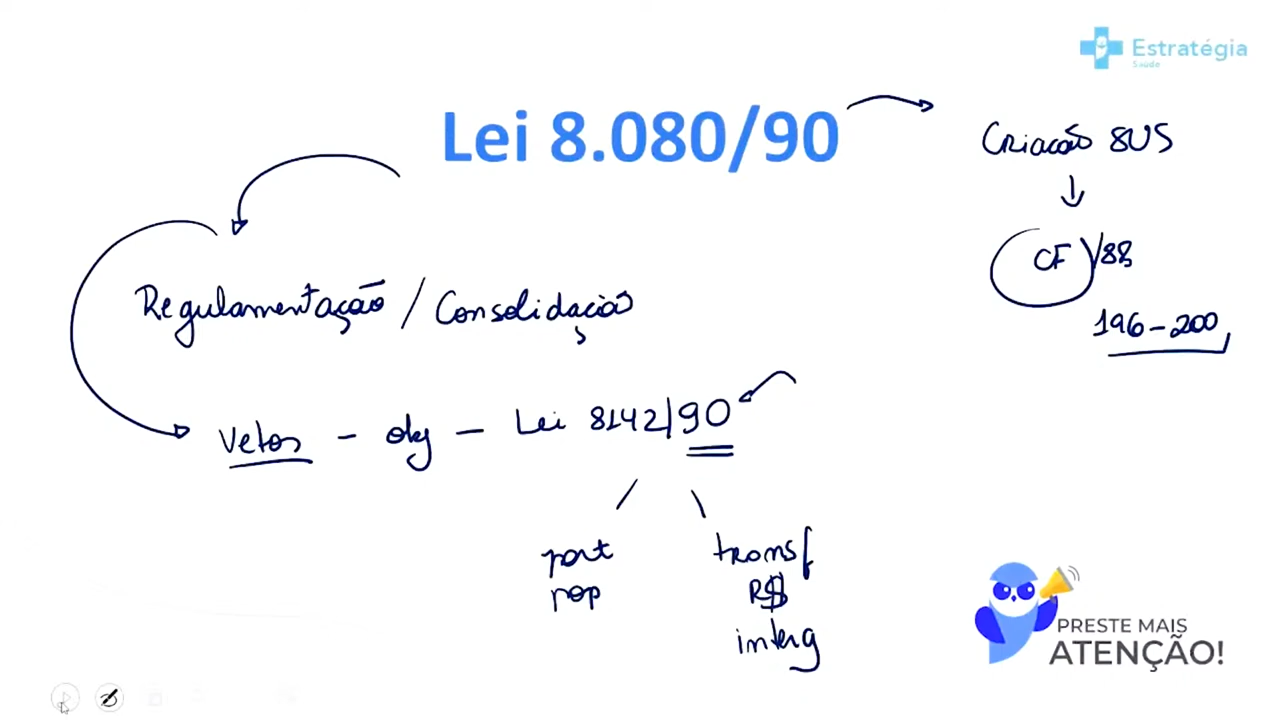 Estratégia
Saúde
Lei 8.080/90
Criação SUS
CF/88
196-200
Regulamentação / Consolidação
Vetos - - Lei 8142/90
part transf
pop R$
interg
PRESTE MAIS
ATENÇÃO!